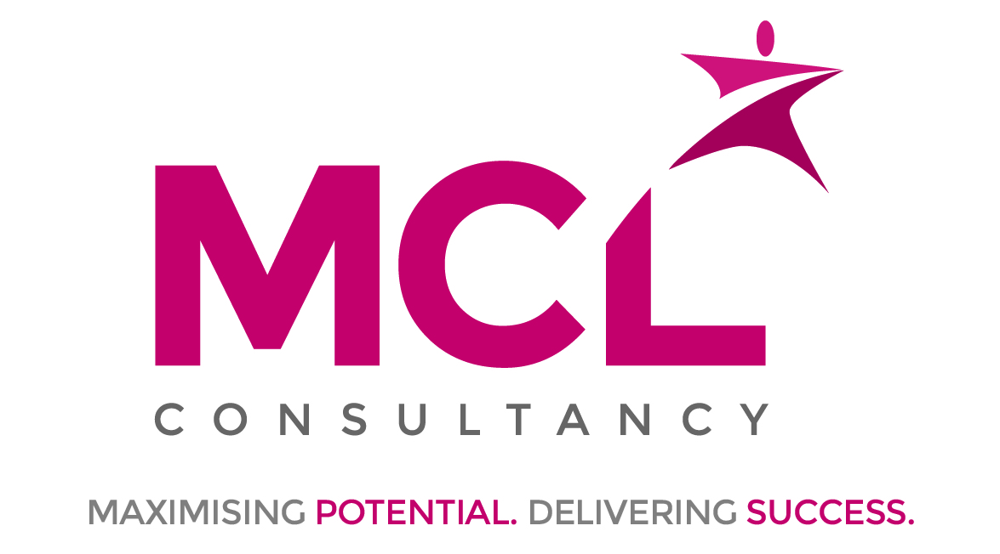 MCL
CONSULTANCY
MAXIMISING POTENTIAL. DELIVERING SUCCESS.